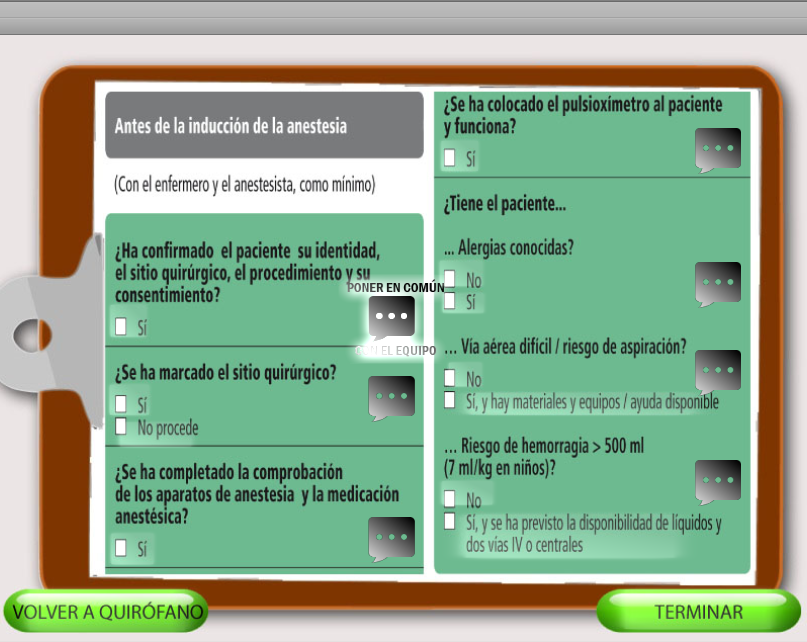 Antes de la inducción de la anestesia
(Con el enfermero y el anestesista, como mínimo)
¿Ha confirmado el paciente su identidad,
el sitio quirúrgico, el procedimiento y su
consentimiento?
Sí
PONER EN COMÚN
CON EL EQUIPO
¿Se ha marcado el sitio quirúrgico?
Sí
No procede
¿Se ha completado la comprobación
de los aparatos de anestesia y la medicación
anestésica?
Sí
¿Se ha colocado el pulsioxímetro al paciente
y funciona?
Sí
¿Tiene el paciente...
... Alergias conocidas?
No
Sí
... Vía aérea difícil / riesgo de aspiración?
No
Sí, y hay materiales y equipos / ayuda disponible
... Riesgo de hemorragia > 500 ml
(7 ml/kg en niños)?
No
Sí, y se ha previsto la disponibilidad de líquidos y
dos vías IV o centrales
VOLVER A QUIRÓFANO
TERMINAR